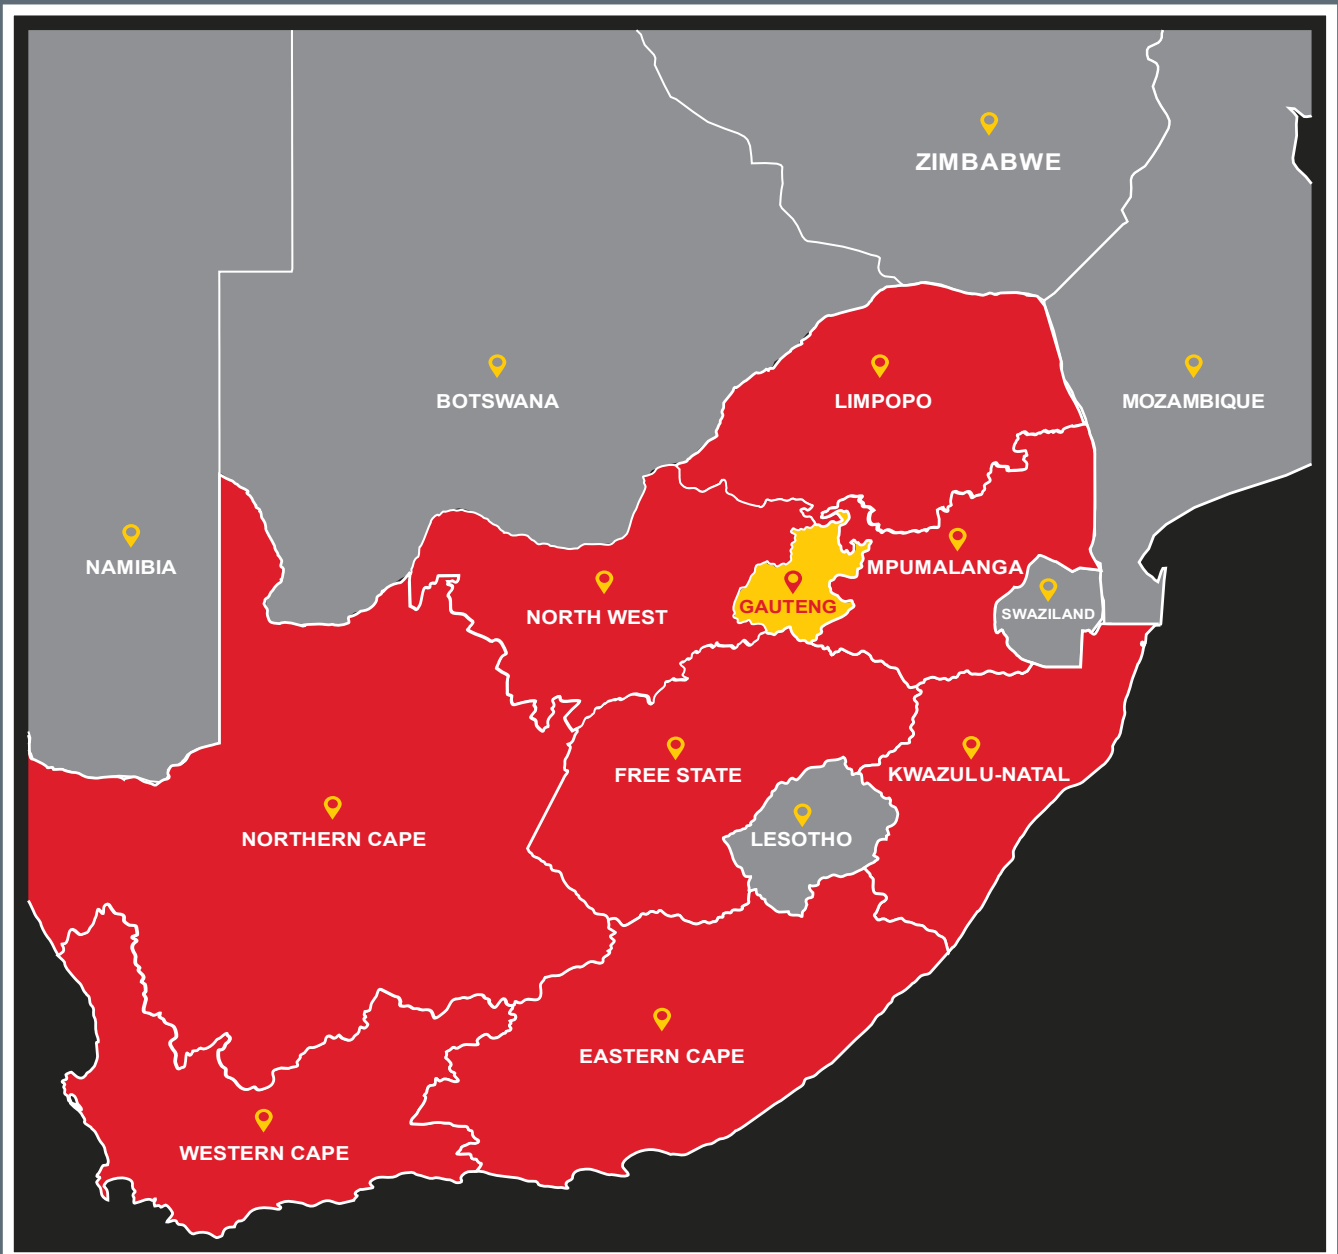 ZIMBABWE
BOTSWANA
LIMPOPO
MOZAMBIQUE
NAMIBIA
MPUMALANGA
NORTH WEST
GAUTENG
SWAZILAND
FREE STATE
KWAZULU-NATAL
NORTHERN CAPE
LESOTHO
EASTERN CAPE
WESTERN CAPE